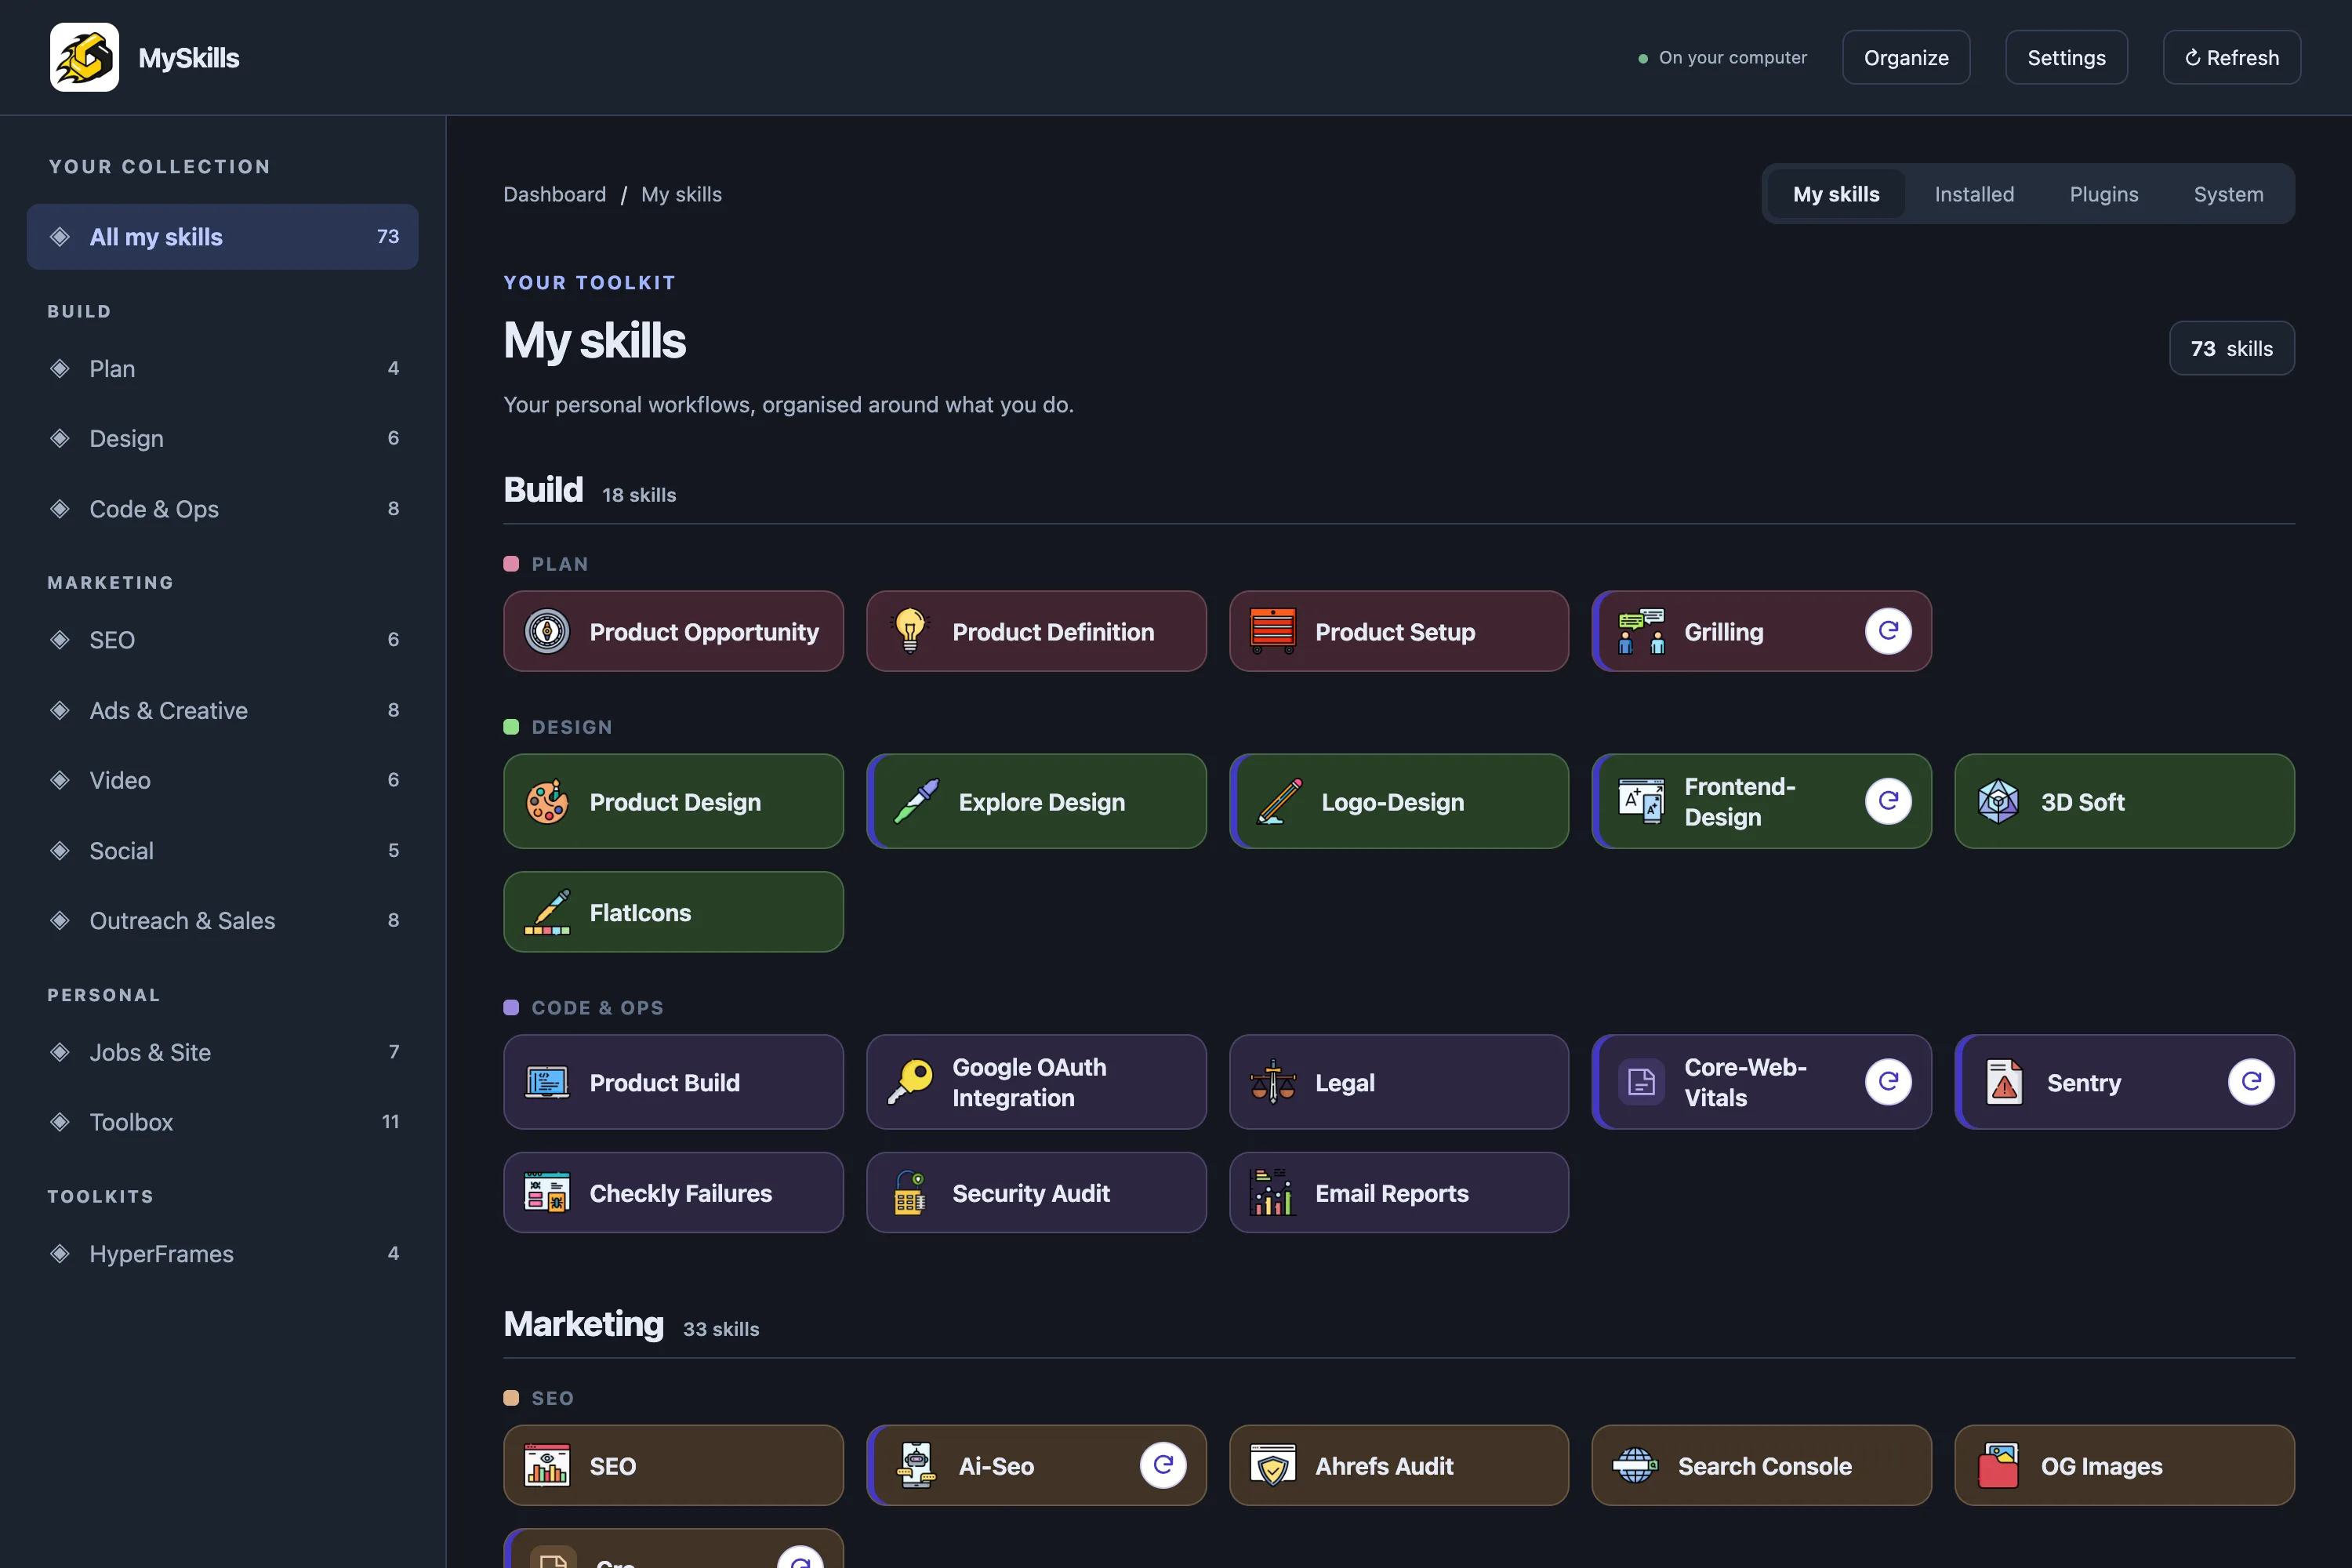 MySkills
On your computer
Organize
Settings
Refresh
YOUR COLLECTION
All my skills 73
BUILD
Plan 4
Design 6
Code & Ops 8
MARKETING
SEO 6
Ads & Creative 8
Video 6
Social 5
Outreach & Sales 8
PERSONAL
Jobs & Site 7
Toolbox 11
TOOLKITS
HyperFrames 4
Dashboard / My skills
My skills Installed Plugins System
YOUR TOOLKIT
My skills
73 skills
Your personal workflows, organised around what you do.
Build 18 skills
PLAN
Product Opportunity
Product Definition
Product Setup
Grilling
DESIGN
Product Design
Explore Design
Logo-Design
Frontend-
Design
3D Soft
FlatIcons
CODE & OPS
Product Build
Google OAuth
Integration
Legal
Core-Web-
Vitals
Sentry
Checkly Failures
Security Audit
Email Reports
Marketing 33 skills
SEO
SEO
Ai-Seo
Ahrefs Audit
Search Console
OG Images